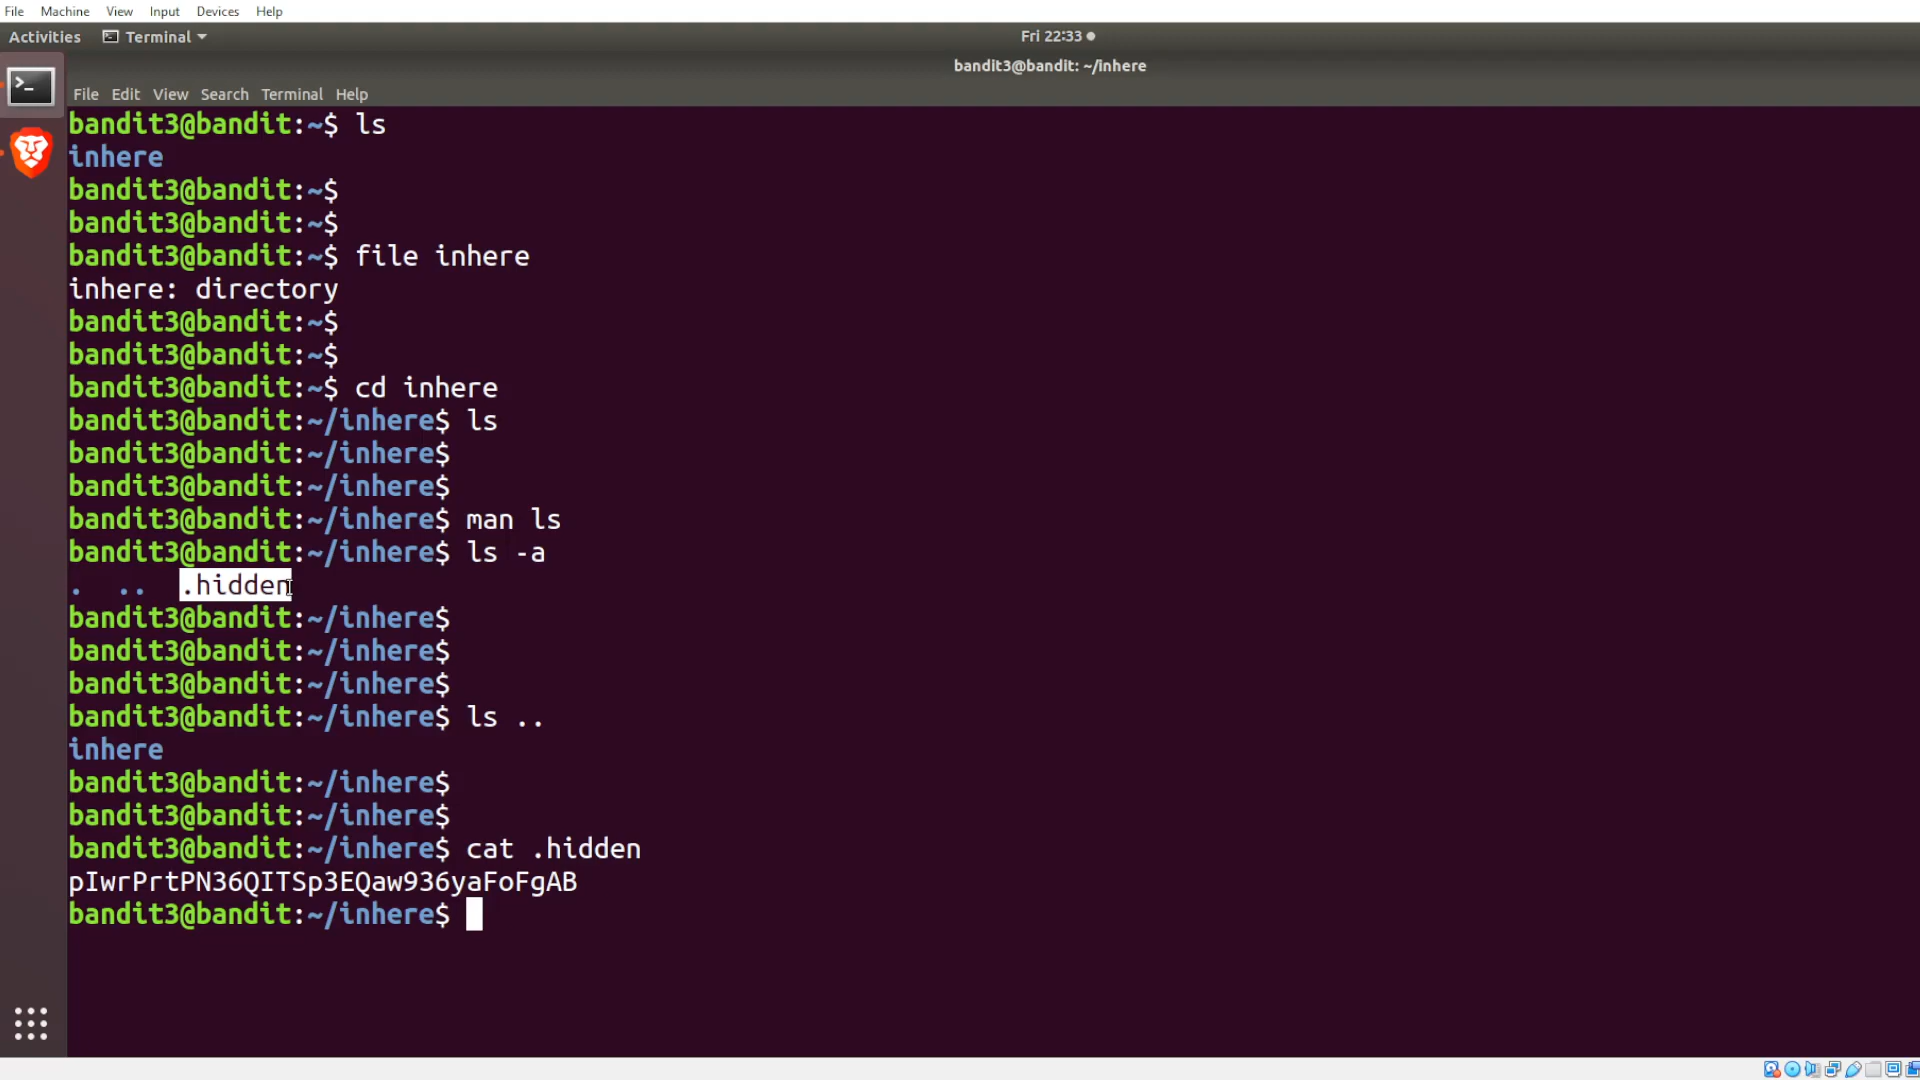 File Machine View Input Devices Help
Activities Terminal Fri 22:33
bandit3@bandit: ~/inhere
File Edit View Search Terminal Help
bandit3@bandit:~$ ls
inhere
bandit3@bandit:~$
bandit3@bandit:~$
bandit3@bandit:~$ file inhere
inhere: directory
bandit3@bandit:~$
bandit3@bandit:~$
bandit3@bandit:~$ cd inhere
bandit3@bandit:~/inhere$ ls
bandit3@bandit:~/inhere$
bandit3@bandit:~/inhere$
bandit3@bandit:~/inhere$ man ls
bandit3@bandit:~/inhere$ ls -a
. .. .hidden
bandit3@bandit:~/inhere$
bandit3@bandit:~/inhere$
bandit3@bandit:~/inhere$
bandit3@bandit:~/inhere$ ls ..
inhere
bandit3@bandit:~/inhere$
bandit3@bandit:~/inhere$
bandit3@bandit:~/inhere$ cat .hidden
pIwrPrtPN36QITSp3EQaw936yaFoFgAB
bandit3@bandit:~/inhere$